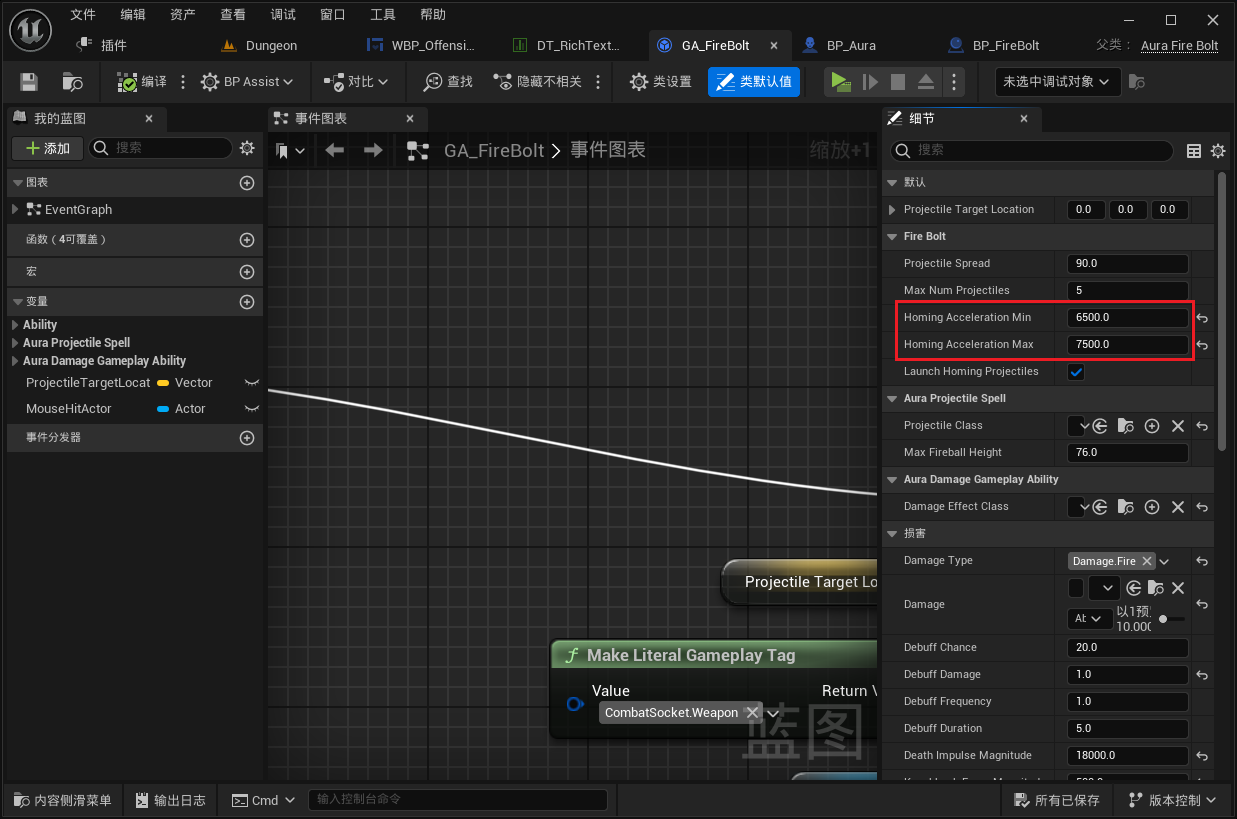 文件 编辑 资产 查看 调试 窗口 工具 帮助
插件 Dungeon WBP_Offensi... DT_RichText... GA_FireBolt BP_Aura BP_FireBolt 父类： Aura Fire Bolt
编译 BP Assist 对比 查找 隐藏不相关 类设置 类默认值 未选中调试对象
我的蓝图
添加 搜索
图表
EventGraph
函数（4可覆盖）
宏
变量
Ability
Aura Projectile Spell
Aura Damage Gameplay Ability
ProjectileTargetLocat Vector
MouseHitActor Actor
事件分发器
事件图表
GA_FireBolt 事件图表 缩放+1
Projectile Target Lo
Make Literal Gameplay Tag
Value Return V
CombatSocket.Weapon
蓝图
细节
搜索
默认
Projectile Target Location 0.0 0.0 0.0
Fire Bolt
Projectile Spread 90.0
Max Num Projectiles 5
Homing Acceleration Min 6500.0
Homing Acceleration Max 7500.0
Launch Homing Projectiles
Aura Projectile Spell
Projectile Class
Max Fireball Height 76.0
Aura Damage Gameplay Ability
Damage Effect Class
损害
Damage Type Damage.Fire
Damage
At 以1预
10.000
Debuff Chance 20.0
Debuff Damage 1.0
Debuff Frequency 1.0
Debuff Duration 5.0
Death Impulse Magnitude 18000.0
内容侧滑菜单 输出日志 Cmd 输入控制台命令 所有已保存 版本控制